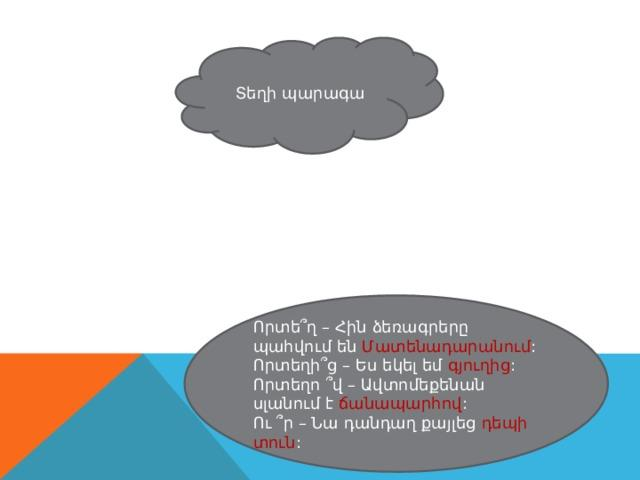 Տեղի պարագա
Որտե՞ղ – Հին ձեռագրերը
պահվում են Մատենադարանում:
Որտեղի՞ց – Ես եկել եմ գյուղից:
Որտեղո ՞վ – Ավտոմեքենան
սլանում է ճանապարհով:
Ու ՞ր – Նա դանդաղ քայլեց դեպի
տուն: